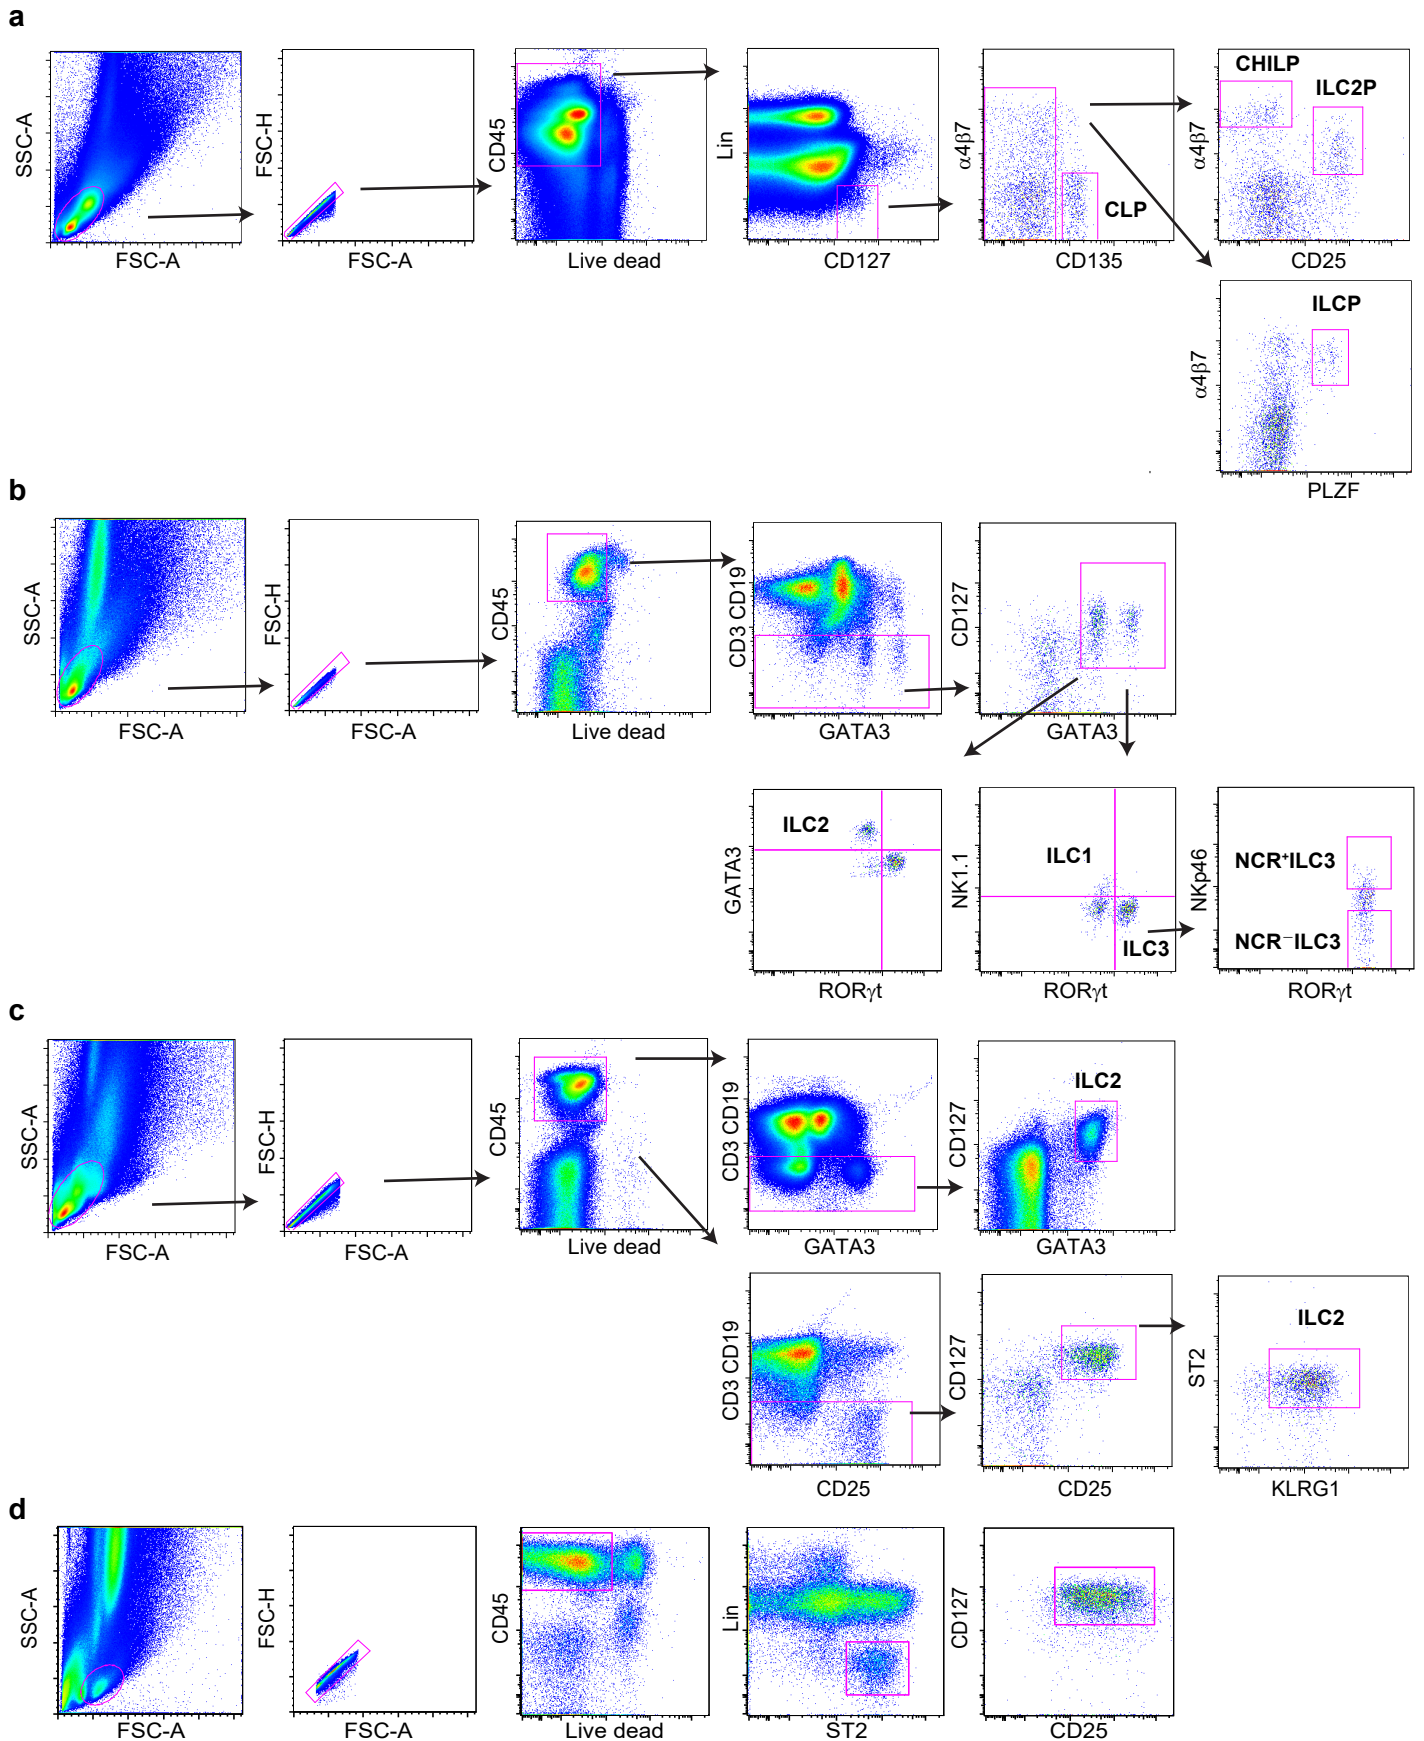 a
SSC-A
FSC-A
FSC-H
FSC-A
CD45
Live dead
Lin
CD127
α4β7
CLP
CD135
CHILP
ILC2P
α4β7
CD25
ILCP
α4β7
PLZF
b
SSC-A
FSC-A
FSC-H
FSC-A
CD45
Live dead
CD3 CD19
GATA3
CD127
GATA3
ILC2
GATA3
RORγt
ILC1
ILC3
NK1.1
RORγt
NCR⁺ILC3
NCR⁻ILC3
NKp46
RORγt
c
SSC-A
FSC-A
FSC-H
FSC-A
CD45
Live dead
CD3 CD19
GATA3
ILC2
CD127
GATA3
CD3 CD19
CD25
CD127
CD25
ILC2
ST2
KLRG1
d
SSC-A
FSC-A
FSC-H
FSC-A
CD45
Live dead
Lin
ST2
CD127
CD25